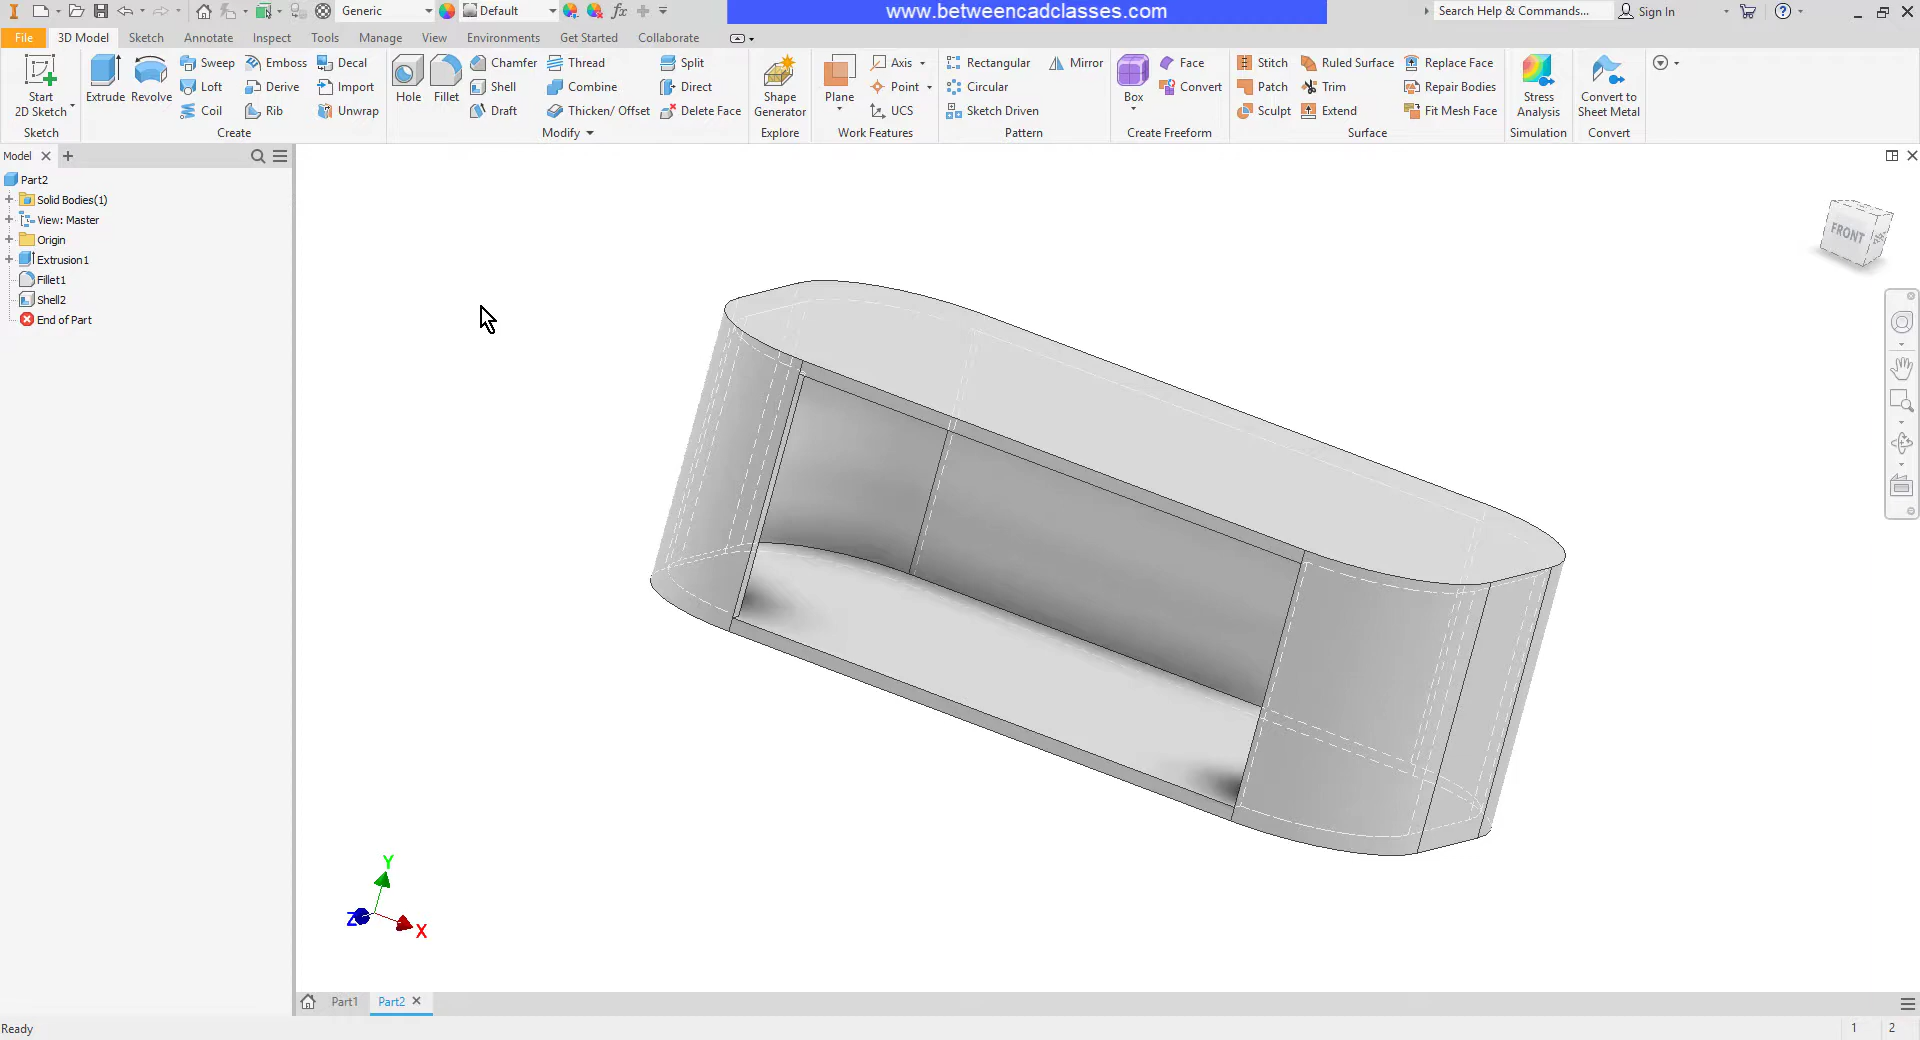 Generic
Default
fx
www.betweencadclasses.com
Search Help & Commands...
Sign In
File
3D Model
Sketch
Annotate
Inspect
Tools
Manage
View
Environments
Get Started
Collaborate
Start
2D Sketch
Sketch
Extrude
Revolve
Sweep
Emboss
Decal
Loft
Derive
Import
Coil
Rib
Unwrap
Create
Hole
Fillet
Chamfer
Thread
Split
Shell
Combine
Direct
Draft
Thicken/ Offset
Delete Face
Modify
Shape
Generator
Explore
Plane
Axis
Point
UCS
Work Features
Rectangular
Mirror
Circular
Sketch Driven
Pattern
Box
Face
Convert
Create Freeform
Stitch
Ruled Surface
Replace Face
Patch
Trim
Repair Bodies
Sculpt
Extend
Fit Mesh Face
Surface
Stress
Analysis
Simulation
Convert to
Sheet Metal
Convert
Model
Part2
Solid Bodies(1)
View: Master
Origin
Extrusion1
Fillet1
Shell2
End of Part
FRONT
Y
Z
X
Part1
Part2
Ready
1
2